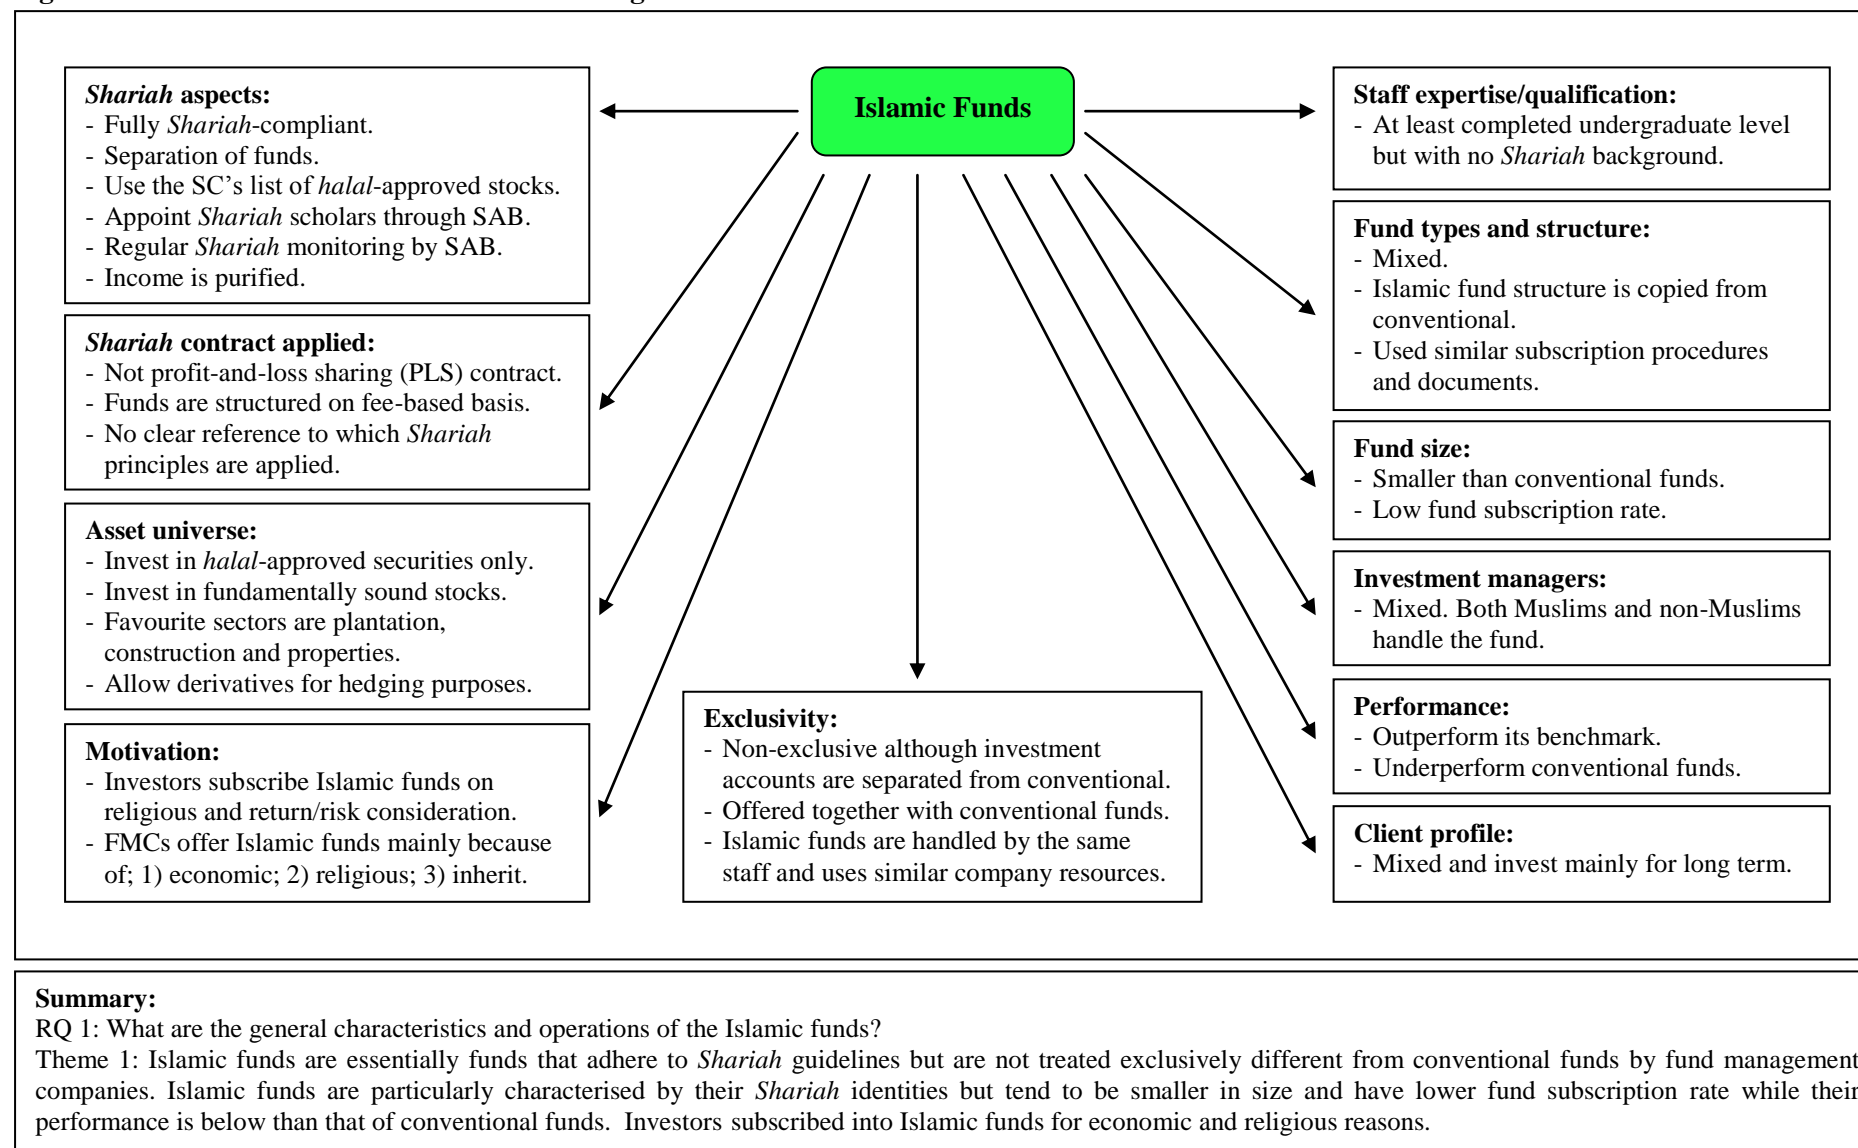 Islamic Funds
Shariah aspects:
- Fully Shariah-compliant.
- Separation of funds.
- Use the SC’s list of halal-approved stocks.
- Appoint Shariah scholars through SAB.
- Regular Shariah monitoring by SAB.
- Income is purified.
Shariah contract applied:
- Not profit-and-loss sharing (PLS) contract.
- Funds are structured on fee-based basis.
- No clear reference to which Shariah
principles are applied.
Asset universe:
- Invest in halal-approved securities only.
- Invest in fundamentally sound stocks.
- Favourite sectors are plantation,
construction and properties.
- Allow derivatives for hedging purposes.
Motivation:
- Investors subscribe Islamic funds on
religious and return/risk consideration.
- FMCs offer Islamic funds mainly because
of; 1) economic; 2) religious; 3) inherit.
Exclusivity:
- Non-exclusive although investment
accounts are separated from conventional.
- Offered together with conventional funds.
- Islamic funds are handled by the same
staff and uses similar company resources.
Staff expertise/qualification:
- At least completed undergraduate level
but with no Shariah background.
Fund types and structure:
- Mixed.
- Islamic fund structure is copied from
conventional.
- Used similar subscription procedures
and documents.
Fund size:
- Smaller than conventional funds.
- Low fund subscription rate.
Investment managers:
- Mixed. Both Muslims and non-Muslims
handle the fund.
Performance:
- Outperform its benchmark.
- Underperform conventional funds.
Client profile:
- Mixed and invest mainly for long term.
Summary:
RQ 1: What are the general characteristics and operations of the Islamic funds?
Theme 1: Islamic funds are essentially funds that adhere to Shariah guidelines but are not treated exclusively different from conventional funds by fund management
companies. Islamic funds are particularly characterised by their Shariah identities but tend to be smaller in size and have lower fund subscription rate while their
performance is below than that of conventional funds. Investors subscribed into Islamic funds for economic and religious reasons.